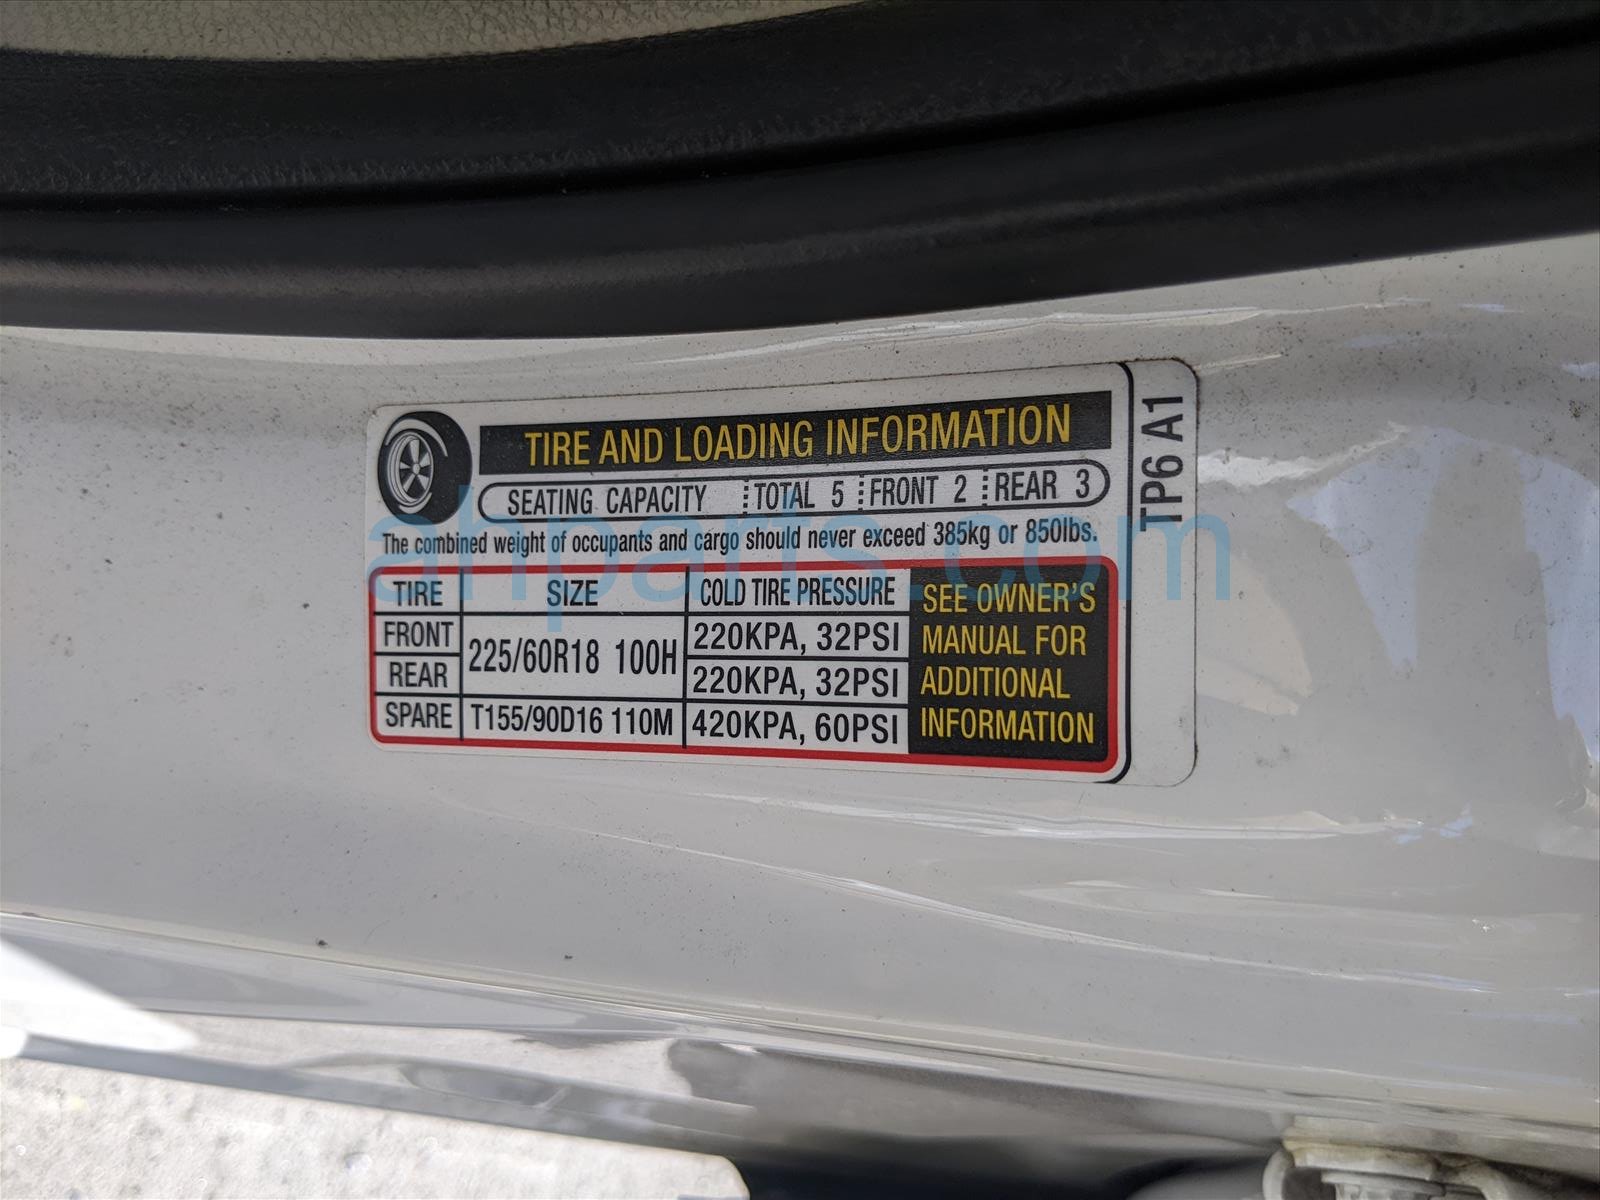 TIRE AND LOADING INFORMATION
SEATING CAPACITY TOTAL 5 FRONT 2 REAR 3
The combined weight of occupants and cargo should never exceed 385kg or 850lbs.
TIRE SIZE COLD TIRE PRESSURE
FRONT 225/60R18 100H 220KPA, 32PSI
REAR 220KPA, 32PSI
SPARE T155/90D16 110M 420KPA, 60PSI
SEE OWNER'S
MANUAL FOR
ADDITIONAL
INFORMATION
TP6 A1
ahparts.com